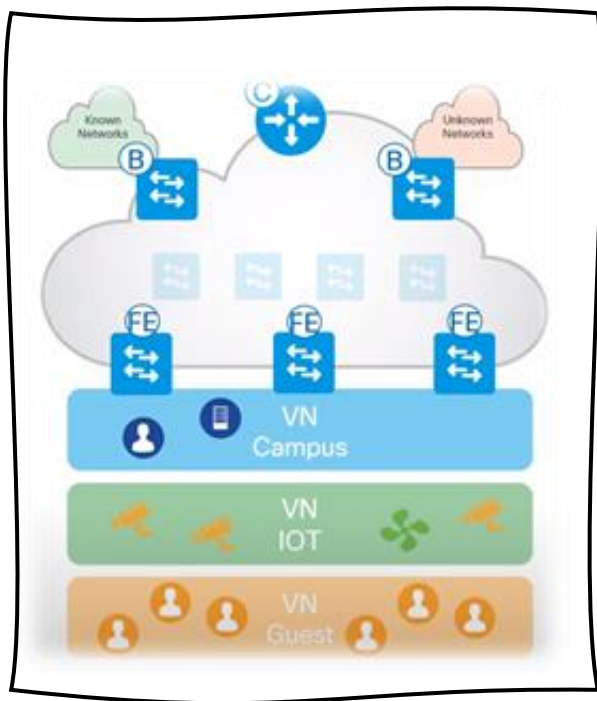 C
Known
Networks
Unknown
Networks
B
B
FE
FE
FE
VN
Campus
VN
IOT
VN
Guest